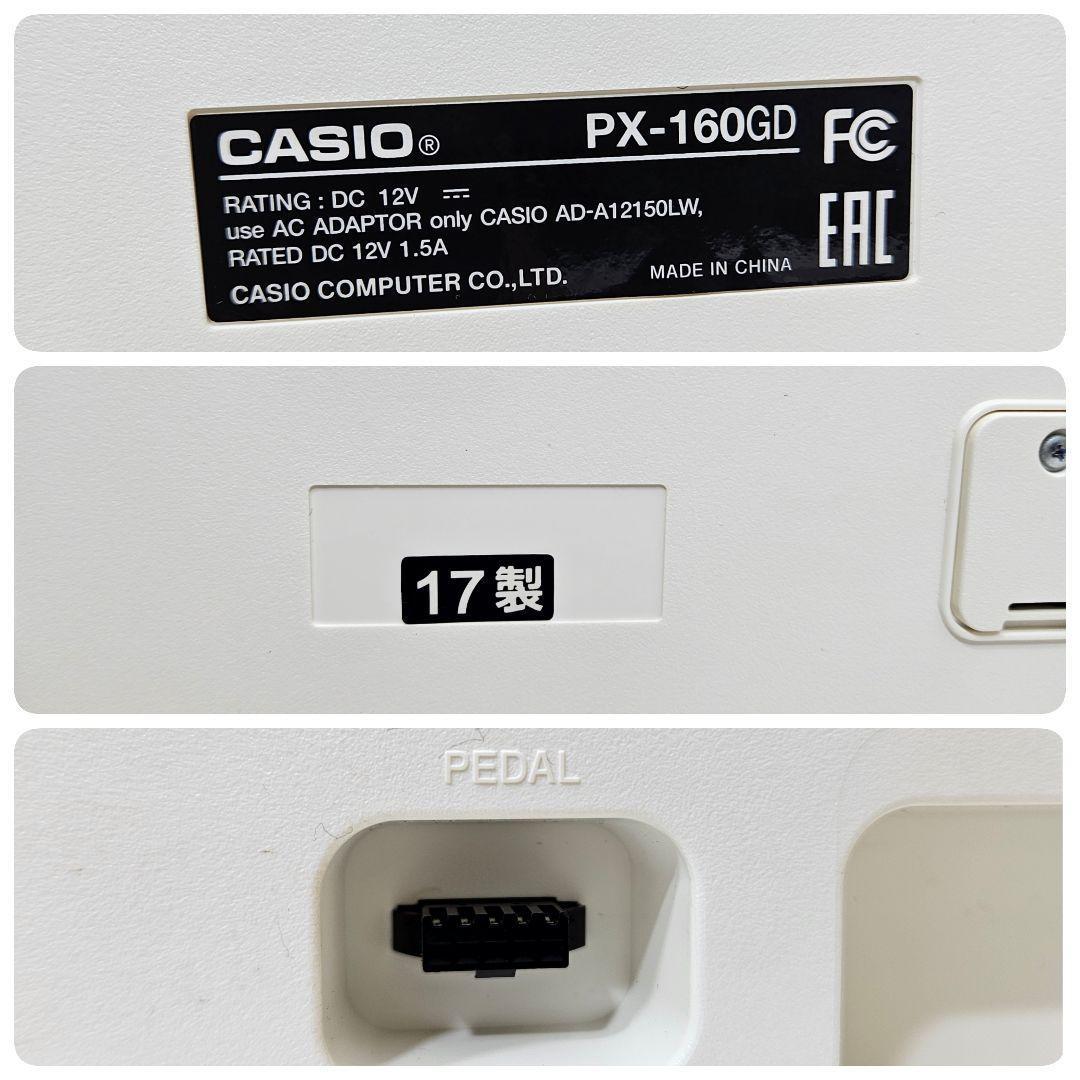 CASIO® PX-160GD FC
RATING : DC 12V ⎓
use AC ADAPTOR only CASIO AD-A12150LW,
RATED DC 12V 1.5A
CASIO COMPUTER CO.,LTD. MADE IN CHINA EAC
17製
PEDAL